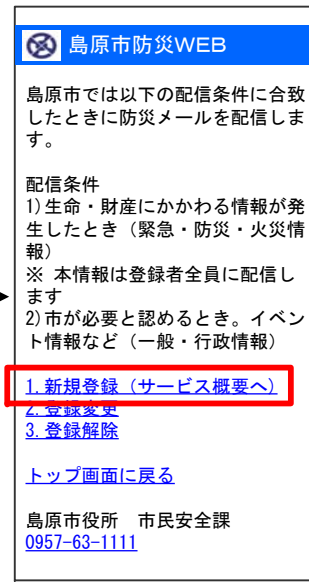 島原市防災WEB
島原市では以下の配信条件に合致
したときに防災メールを配信しま
す。
配信条件
1)生命・財産にかかわる情報が発
生したとき（緊急・防災・火災情
報）
※ 本情報は登録者全員に配信し
ます
2)市が必要と認めるとき。イベン
ト情報など（一般・行政情報）
1.新規登録（サービス概要へ）
2.登録変更
3.登録解除
トップ画面に戻る
島原市役所　市民安全課
0957-63-1111